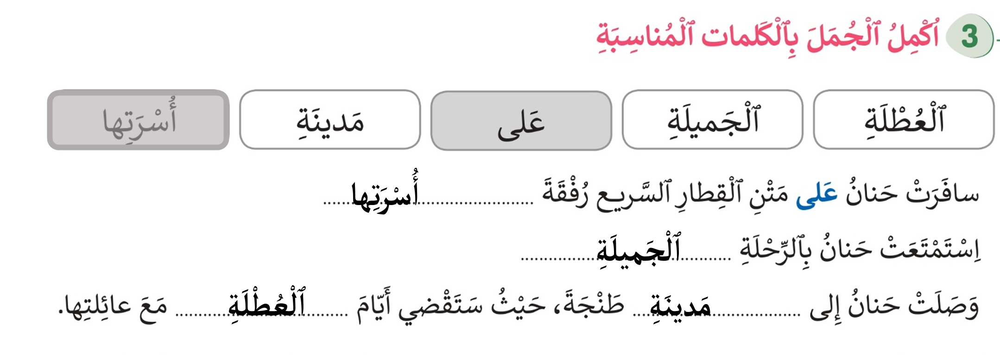 3 اُكْمِلُ ٱلْجُمَلَ بِٱلْكَلمات ٱلْمُناسِبَةِ
ٱلْعُطْلَةِ ٱلْجَميلَةِ عَلى مَدينَةِ أُسْرَتِها
سافَرَتْ حَنانُ عَلى مَتْنِ ٱلْقِطارِ ٱلسَّريع رُفْقَةَ أُسْرَتِها
اِسْتَمْتَعَتْ حَنانُ بِٱلرِّحْلَةِ ٱلْجَميلَةِ
وَصَلَتْ حَنانُ إِلى مَدينَةِ طَنْجَةَ، حَيْثُ سَتَقْضي أَيّامَ ٱلْعُطْلَةِ مَعَ عائِلتِها.